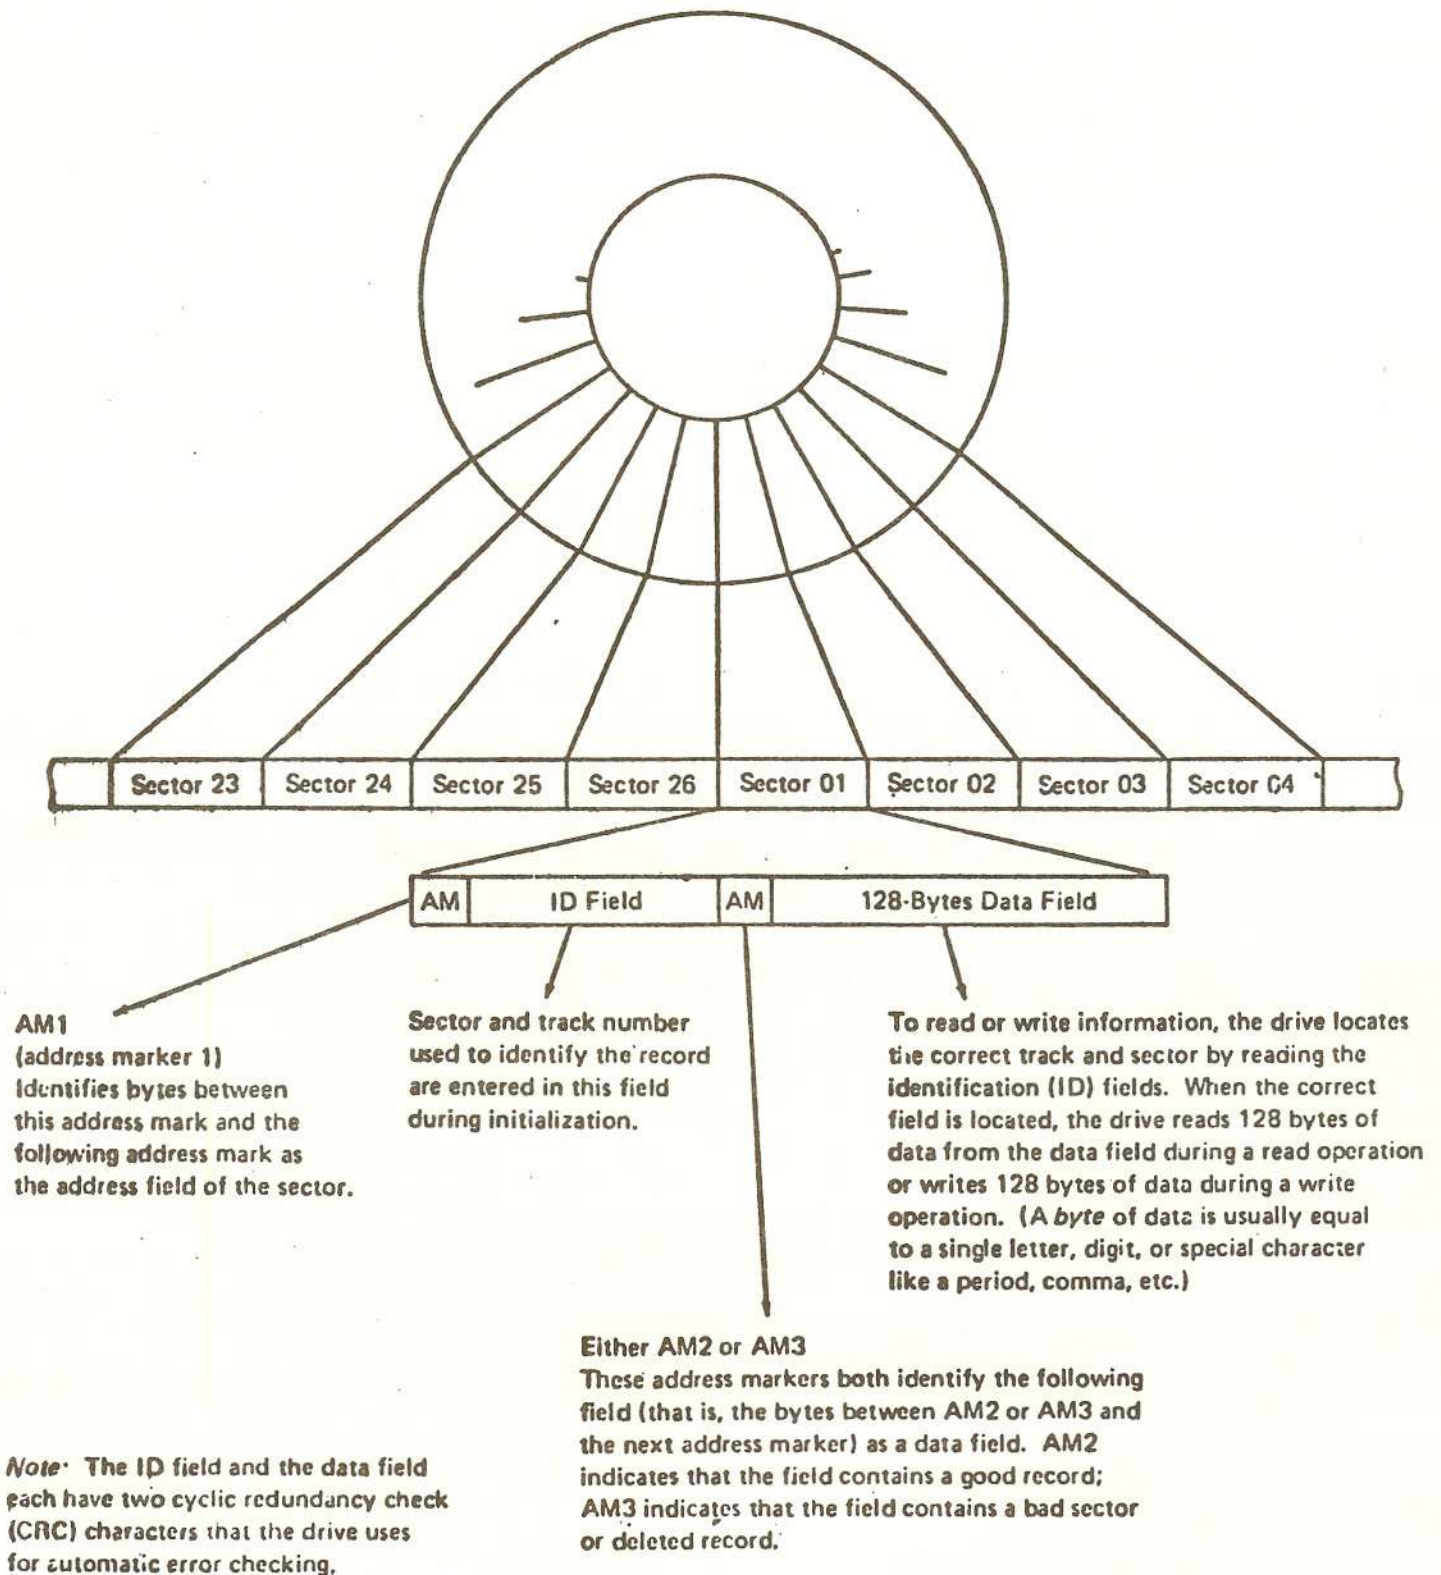 Sector 23 Sector 24 Sector 25 Sector 26 Sector 01 Sector 02 Sector 03 Sector 04
AM ID Field AM 128-Bytes Data Field
AM1
(address marker 1)
Identifies bytes between
this address mark and the
following address mark as
the address field of the sector.
Sector and track number
used to identify the record
are entered in this field
during initialization.
To read or write information, the drive locates
the correct track and sector by reading the
identification (ID) fields. When the correct
field is located, the drive reads 128 bytes of
data from the data field during a read operation
or writes 128 bytes of data during a write
operation. (A byte of data is usually equal
to a single letter, digit, or special character
like a period, comma, etc.)
Either AM2 or AM3
These address markers both identify the following
field (that is, the bytes between AM2 or AM3 and
the next address marker) as a data field. AM2
indicates that the field contains a good record;
AM3 indicates that the field contains a bad sector
or deleted record.
Note: The ID field and the data field
each have two cyclic redundancy check
(CRC) characters that the drive uses
for automatic error checking.